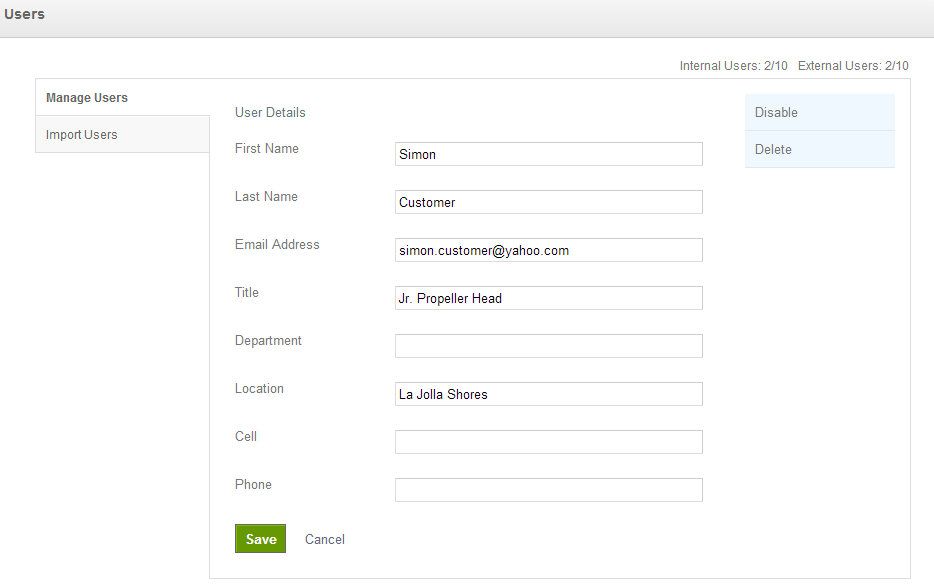 Users
Internal Users: 2/10 External Users: 2/10
Manage Users
Import Users
User Details
Disable
Delete
First Name Simon
Last Name Customer
Email Address simon.customer@yahoo.com
Title Jr. Propeller Head
Department
Location La Jolla Shores
Cell
Phone
Save Cancel